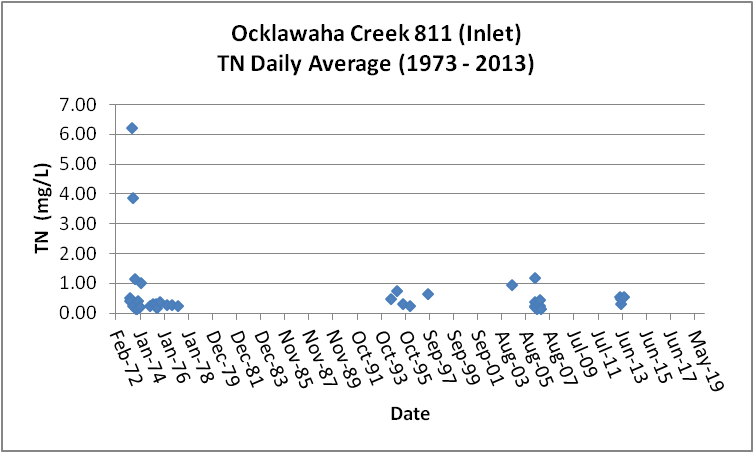 Ocklawaha Creek 811 (Inlet)
TN Daily Average (1973 - 2013)
7.00
6.00
5.00
4.00
3.00
2.00
1.00
0.00
TN (mg/L)
Feb-72
Jan-74
Jan-76
Jan-78
Dec-79
Dec-81
Dec-83
Nov-85
Nov-87
Nov-89
Oct-91
Oct-93
Oct-95
Sep-97
Sep-99
Sep-01
Aug-03
Aug-05
Aug-07
Jul-09
Jul-11
Jun-13
Jun-15
Jun-17
May-19
Date